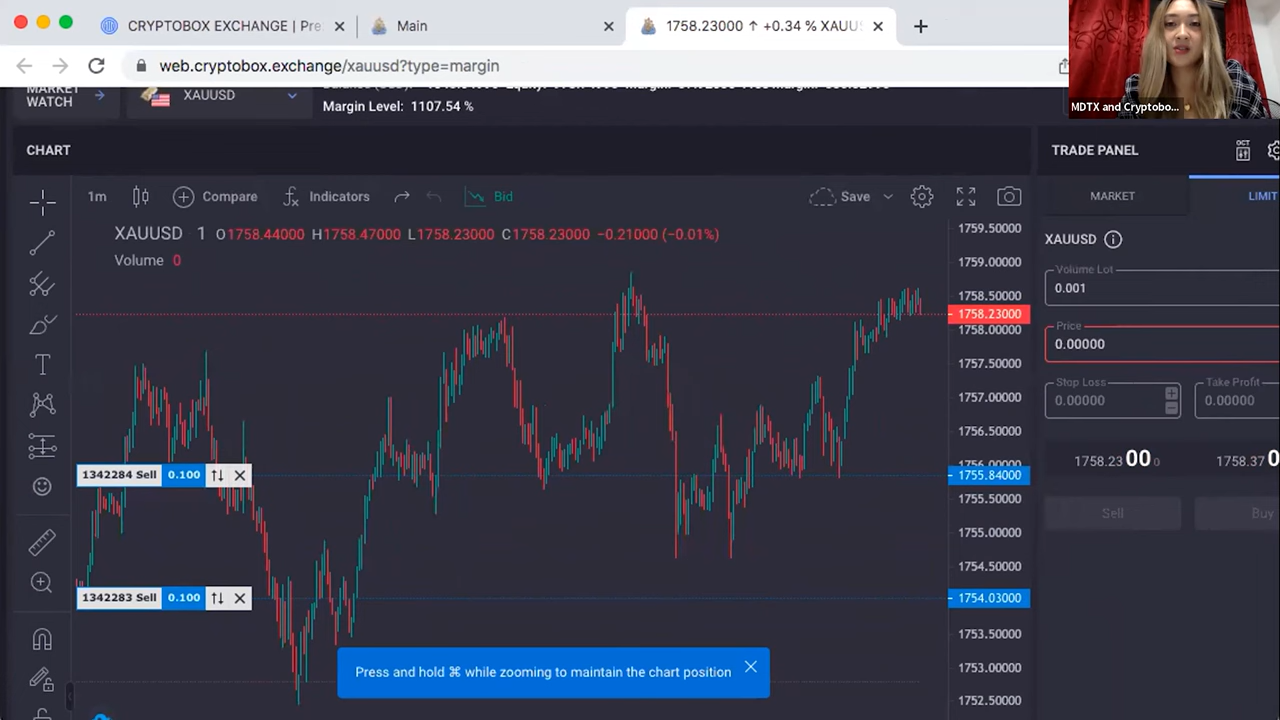 CRYPTOBOX EXCHANGE | Pre
Main
1758.23000 ↑ +0.34 % XAUUS
web.cryptobox.exchange/xauusd?type=margin
MDTX and Cryptobo...
MARKET
WATCH
XAUUSD
Margin Level: 1107.54 %
CHART
1m
Compare
Indicators
Bid
Save
XAUUSD 1 O1758.44000 H1758.47000 L1758.23000 C1758.23000 −0.21000 (−0.01%)
Volume 0
1759.50000
1759.00000
1758.50000
1758.23000
1758.00000
1757.50000
1757.00000
1756.50000
1756.00000
1342284 Sell 0.100
1755.84000
1755.50000
1755.00000
1754.50000
1342283 Sell 0.100
1754.03000
1753.50000
1753.00000
1752.50000
Press and hold ⌘ while zooming to maintain the chart position
TRADE PANEL
OCT
MARKET
LIMIT
XAUUSD
Volume Lot
0.001
Price
0.00000
Stop Loss
0.00000
Take Profit
0.00000
1758.23 00 0
1758.37 0
Sell
Buy